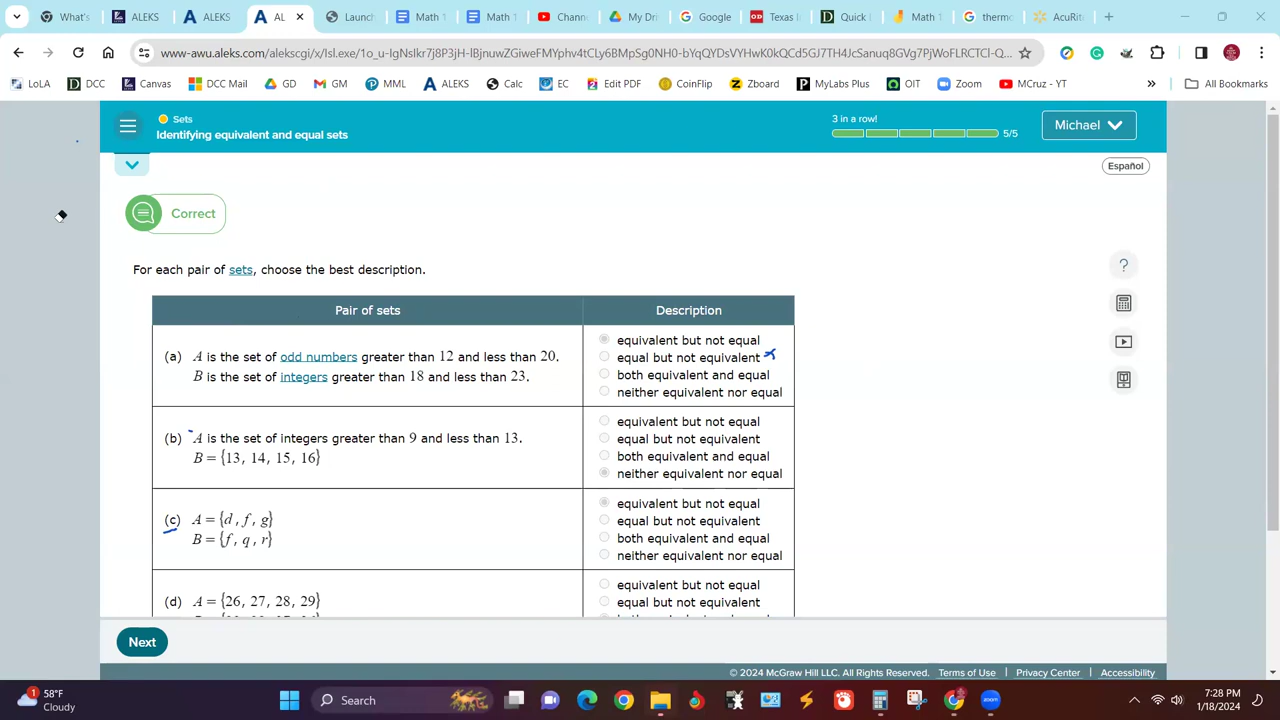 What's
ALEKS
ALEKS
AL
Launch
Math 1
Math 1
Chann
My Dri
Google
Texas I
Quick
Math 1
thermo
AcuRite
www-awu.aleks.com/alekscgi/x/Isl.exe/
LoLA
DCC
Canvas
DCC Mail
GD
GM
MML
ALEKS
Calc
EC
Edit PDF
CoinFlip
Zboard
MyLabs Plus
OIT
Zoom
MCruz - YT
All Bookmarks
Sets
Identifying equivalent and equal sets
3 in a row!
5/5
Michael
Español
Correct
For each pair of sets, choose the best description.
Pair of sets Description
(a) A is the set of odd numbers greater than 12 and less than 20.
B is the set of integers greater than 18 and less than 23.
equivalent but not equal
equal but not equivalent
both equivalent and equal
neither equivalent nor equal
(b) A is the set of integers greater than 9 and less than 13.
B = {13, 14, 15, 16}
equivalent but not equal
equal but not equivalent
both equivalent and equal
neither equivalent nor equal
(c) A = {d, f, g}
B = {f, q, r}
equivalent but not equal
equal but not equivalent
both equivalent and equal
neither equivalent nor equal
(d) A = {26, 27, 28, 29}
equivalent but not equal
equal but not equivalent
Next
© 2024 McGraw Hill LLC. All Rights Reserved. Terms of Use | Privacy Center | Accessibility
1
58°F
Cloudy
Search
7:28 PM
1/18/2024